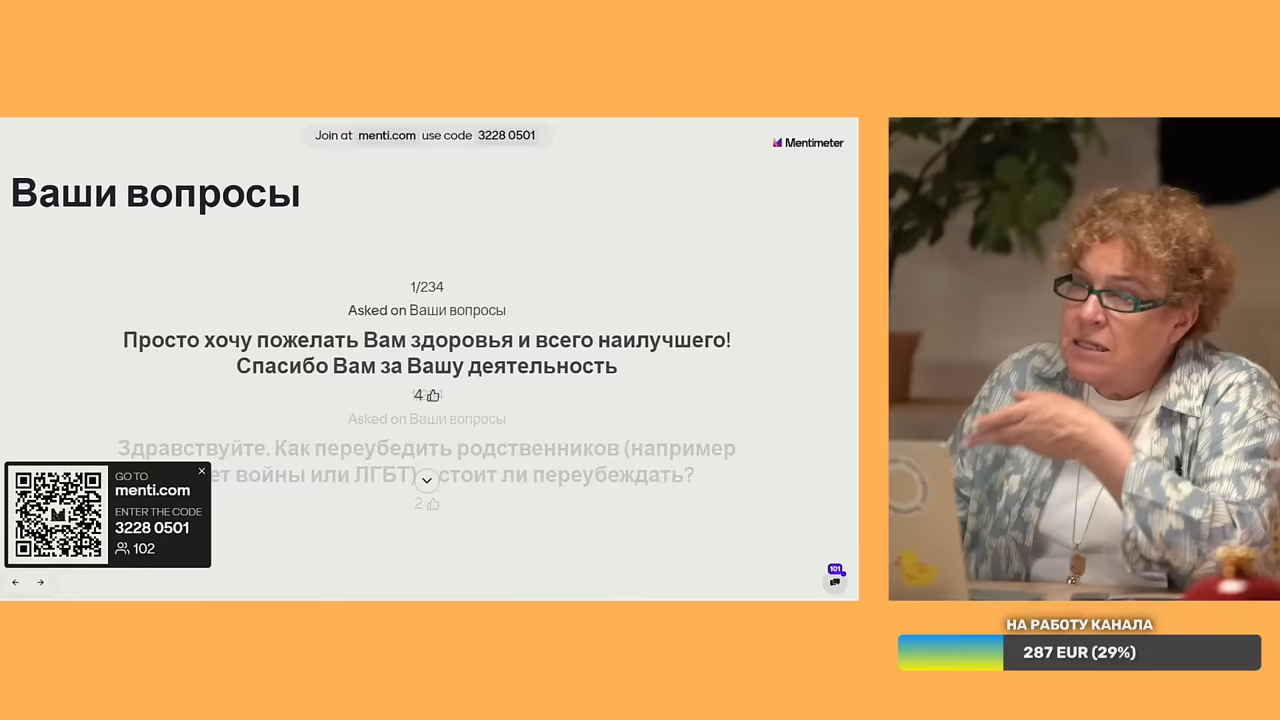 Join at menti.com use code 3228 0501
Mentimeter
Ваши вопросы
1/234
Asked on Ваши вопросы
Просто хочу пожелать Вам здоровья и всего наилучшего!
Спасибо Вам за Вашу деятельность
4
Asked on Ваши вопросы
Здравствуйте. Как переубедить родственников (например
войны или ЛГБТ) стоит ли переубеждать?
2
GO TO
menti.com
ENTER THE CODE
3228 0501
102
101
НА РАБОТУ КАНАЛА
287 EUR (29%)